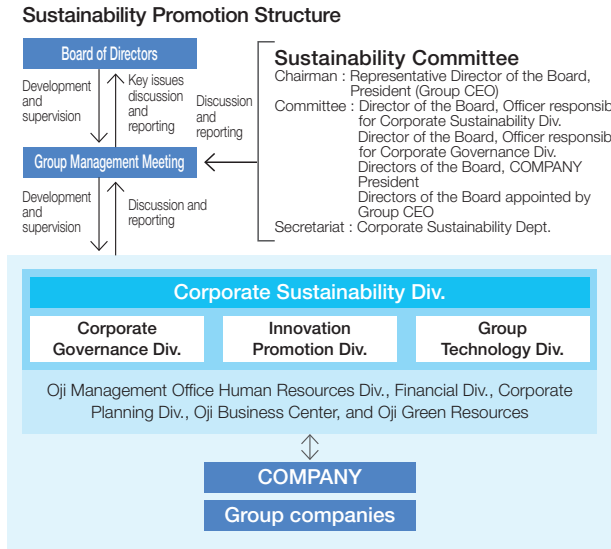 Sustainability Promotion Structure
Board of Directors
Development
and
supervision
Key issues
discussion
and
reporting
Discussion
and
reporting
Group Management Meeting
Development
and
supervision
Discussion and
reporting
Sustainability Committee
Chairman : Representative Director of the Board,
President (Group CEO)
Committee : Director of the Board, Officer responsib
for Corporate Sustainability Div.
Director of the Board, Officer responsib
for Corporate Governance Div.
Directors of the Board, COMPANY
President
Directors of the Board appointed by
Group CEO
Secretariat : Corporate Sustainability Dept.
Corporate Sustainability Div.
Corporate
Governance Div.
Innovation
Promotion Div.
Group
Technology Div.
Oji Management Office Human Resources Div., Financial Div., Corporate
Planning Div., Oji Business Center, and Oji Green Resources
COMPANY
Group companies